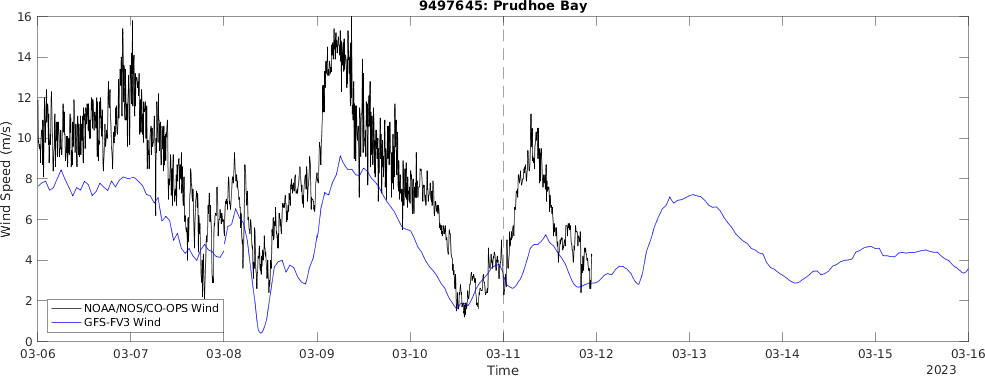 9497645: Prudhoe Bay
16
14
12
10
8
6
4
2
0
Wind Speed (m/s)
NOAA/NOS/CO-OPS Wind
GFS-FV3 Wind
03-06 03-07 03-08 03-09 03-10 03-11 03-12 03-13 03-14 03-15 03-16
Time
2023